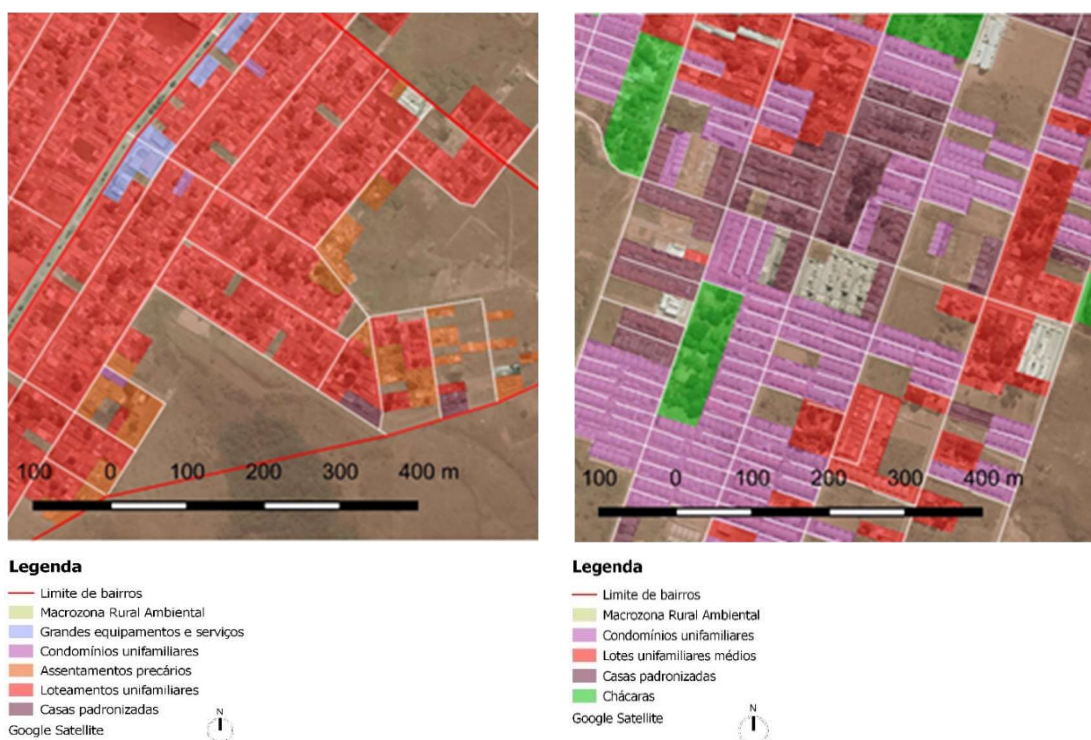 100 0 100 200 300 400 m
Legenda
Limite de bairros
Macrozona Rural Ambiental
Grandes equipamentos e serviços
Condomínios unifamiliares
Assentamentos precários
Loteamentos unifamiliares
Casas padronizadas
Google Satellite
N
100 0 100 200 300 400 m
Legenda
Limite de bairros
Macrozona Rural Ambiental
Condomínios unifamiliares
Lotes unifamiliares médios
Casas padronizadas
Chácaras
Google Satellite
N